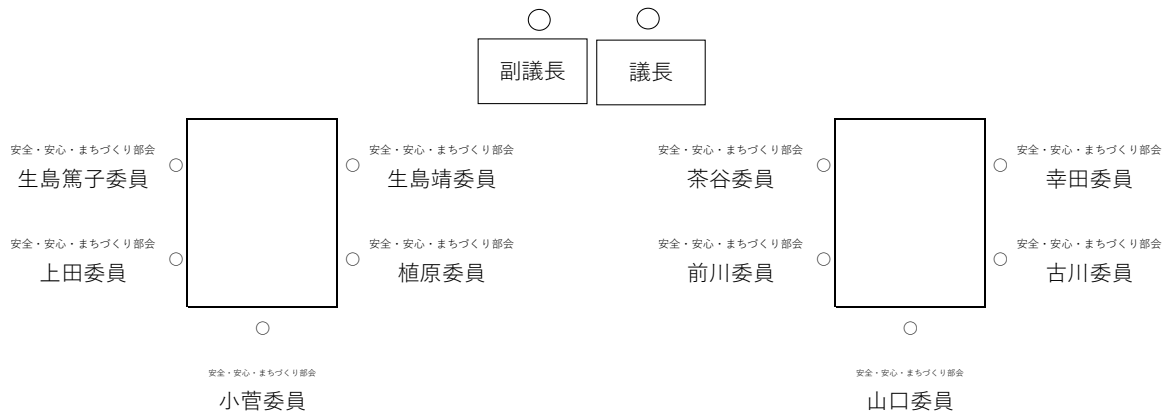 副議長
議長
安全・安心・まちづくり部会
生島篤子委員
安全・安心・まちづくり部会
生島靖委員
安全・安心・まちづくり部会
茶谷委員
安全・安心・まちづくり部会
幸田委員
安全・安心・まちづくり部会
上田委員
安全・安心・まちづくり部会
植原委員
安全・安心・まちづくり部会
前川委員
安全・安心・まちづくり部会
古川委員
安全・安心・まちづくり部会
小菅委員
安全・安心・まちづくり部会
山口委員